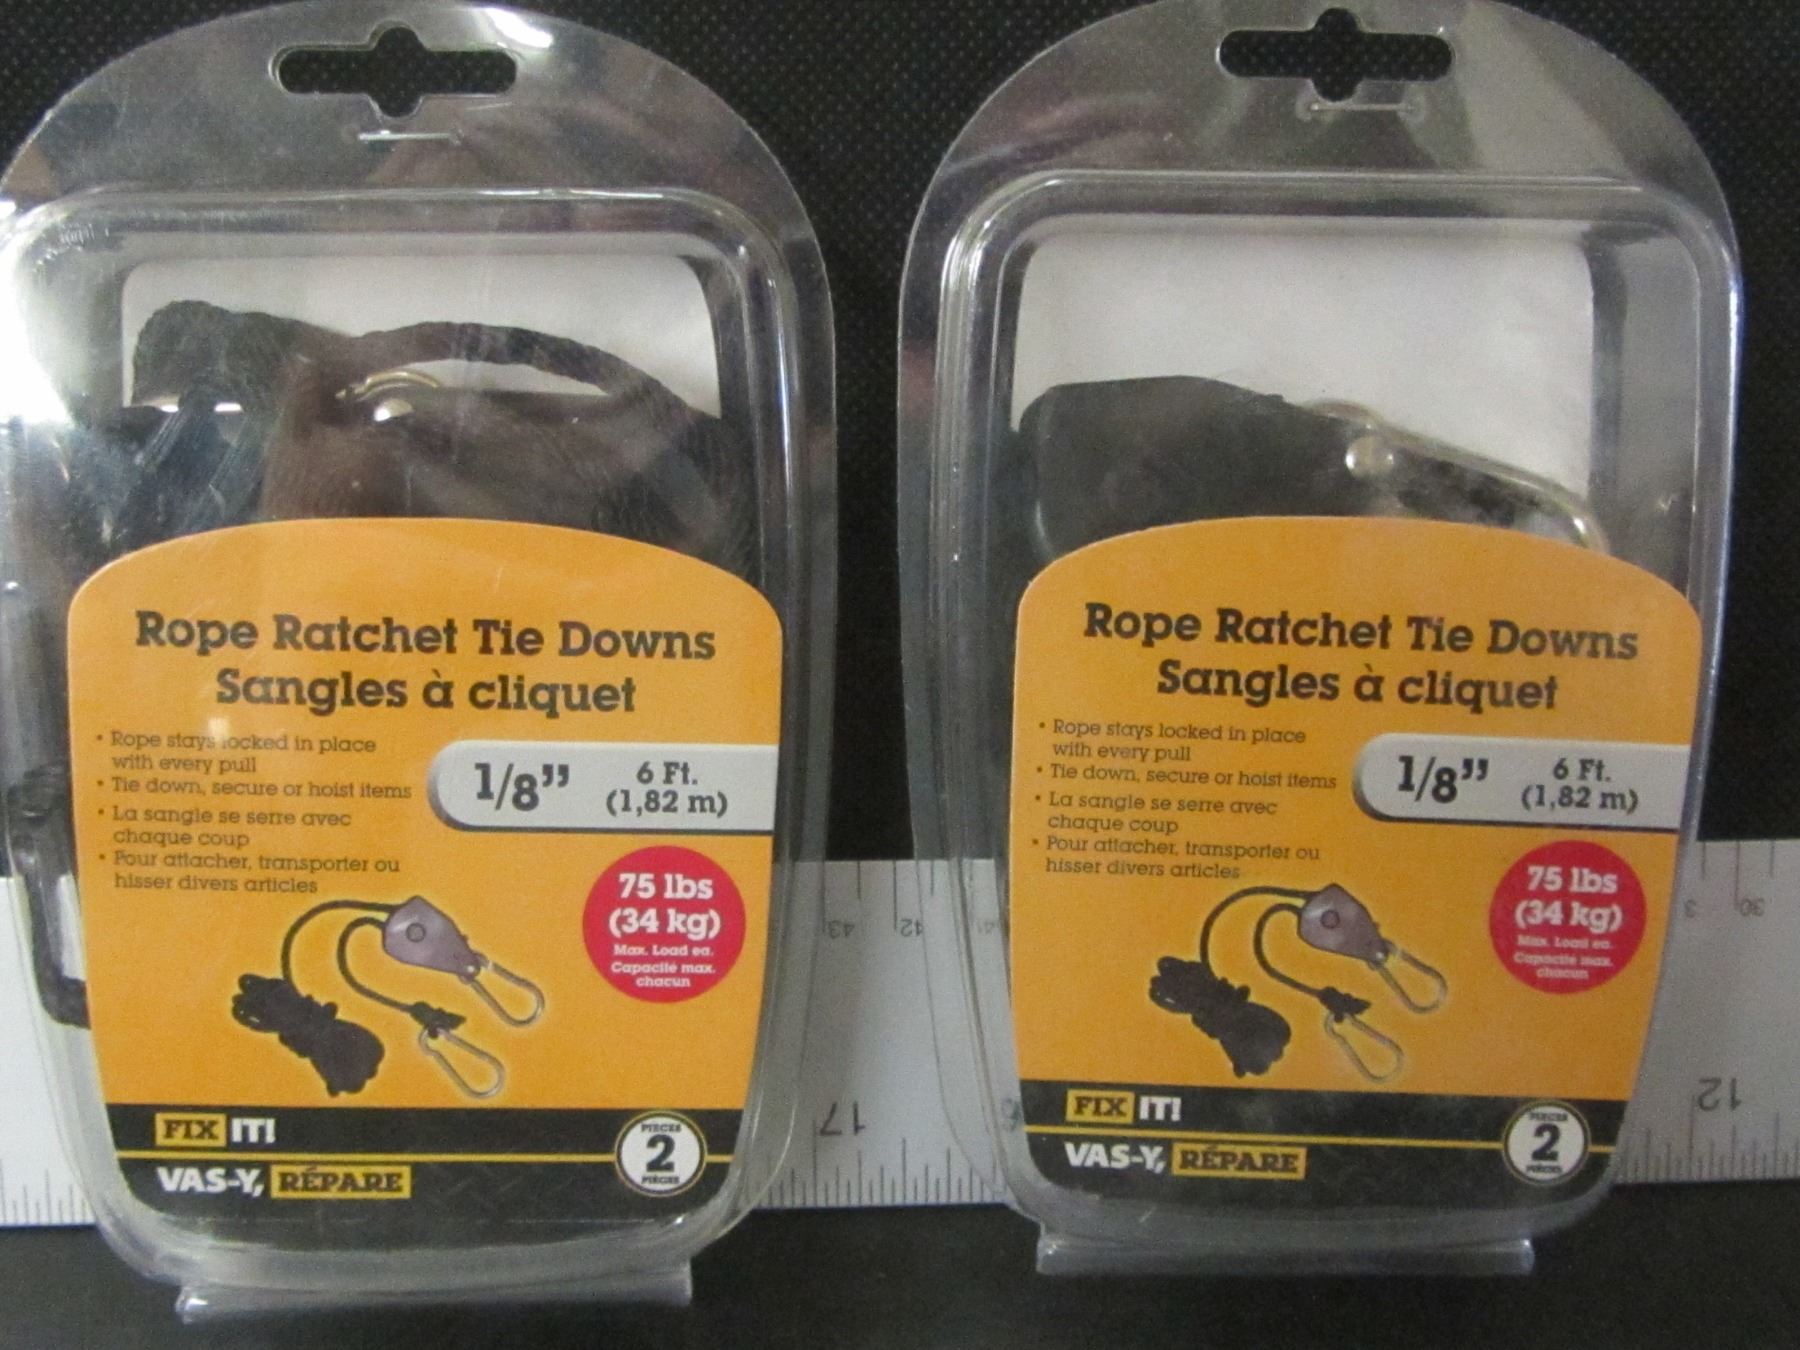 Rope Ratchet Tie Downs
Sangles à cliquet
• Rope stays locked in place
with every pull
• Tie down, secure or hoist items
• La sangle se serre avec
chaque coup
• Pour attacher, transporter ou
hisser divers articles
1/8”
6 Ft.
(1,82 m)
75 lbs
(34 kg)
Max. Load ea.
Capacité max.
chacun
FIX IT!
VAS-Y, RÉPARE
PIECES
2
PIÈCES
Rope Ratchet Tie Downs
Sangles à cliquet
• Rope stays locked in place
with every pull
• Tie down, secure or hoist items
• La sangle se serre avec
chaque coup
• Pour attacher, transporter ou
hisser divers articles
1/8”
6 Ft.
(1,82 m)
75 lbs
(34 kg)
Max. Load ea.
Capacité max.
chacun
FIX IT!
VAS-Y, RÉPARE
PIECES
2
PIÈCES
43 42 41
30
17
12